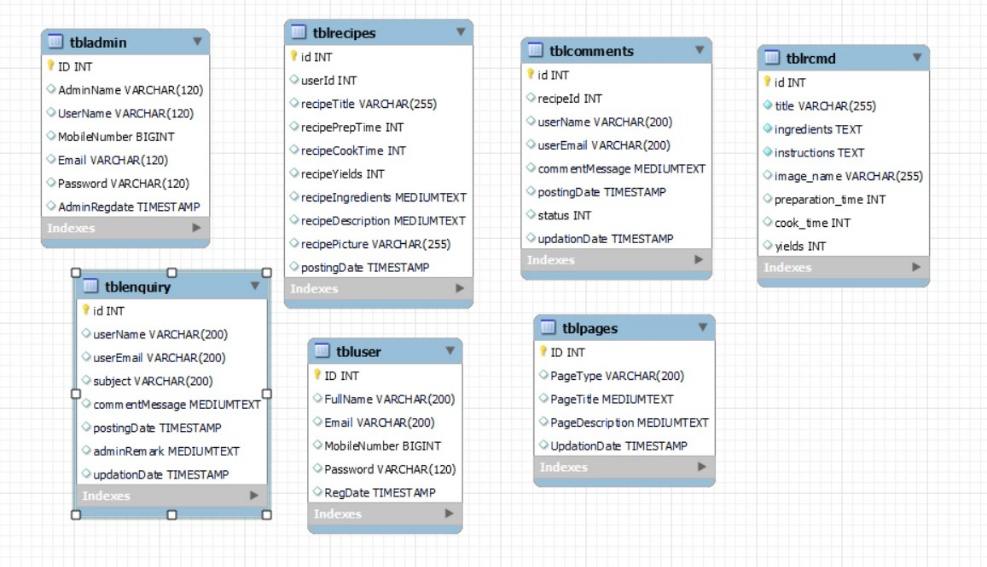 tbladmin
ID INT
AdminName VARCHAR(120)
UserName VARCHAR(120)
MobileNumber BIGINT
Email VARCHAR(120)
Password VARCHAR(120)
AdminRegdate TIMESTAMP
Indexes
tblrecipes
id INT
userId INT
recipeTitle VARCHAR(255)
recipePrepTime INT
recipeCookTime INT
recipeYields INT
recipeIngredients MEDIUMTEXT
recipeDescription MEDIUMTEXT
recipePicture VARCHAR(255)
postingDate TIMESTAMP
Indexes
tblcomments
id INT
recipeId INT
userName VARCHAR(200)
userEmail VARCHAR(200)
commentMessage MEDIUMTEXT
postingDate TIMESTAMP
status INT
updationDate TIMESTAMP
Indexes
tblrcmd
id INT
title VARCHAR(255)
ingredients TEXT
instructions TEXT
image_name VARCHAR(255)
preparation_time INT
cook_time INT
yields INT
Indexes
tblenquiry
id INT
userName VARCHAR(200)
userEmail VARCHAR(200)
subject VARCHAR(200)
commentMessage MEDIUMTEXT
postingDate TIMESTAMP
adminRemark MEDIUMTEXT
updationDate TIMESTAMP
Indexes
tbluser
ID INT
FullName VARCHAR(200)
Email VARCHAR(200)
MobileNumber BIGINT
Password VARCHAR(120)
RegDate TIMESTAMP
Indexes
tblpages
ID INT
PageType VARCHAR(200)
PageTitle MEDIUMTEXT
PageDescription MEDIUMTEXT
UpdationDate TIMESTAMP
Indexes